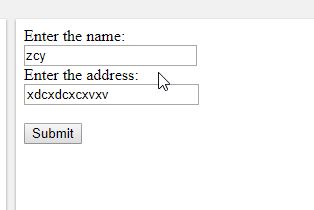 Enter the name:
zcy
Enter the address:
xdcxdcxcxvxv
Submit